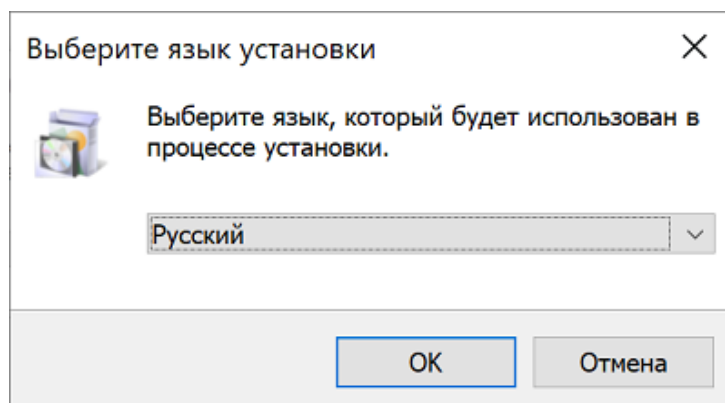 Выберите язык установки
Выберите язык, который будет использован в
процессе установки.
Русский
OK
Отмена